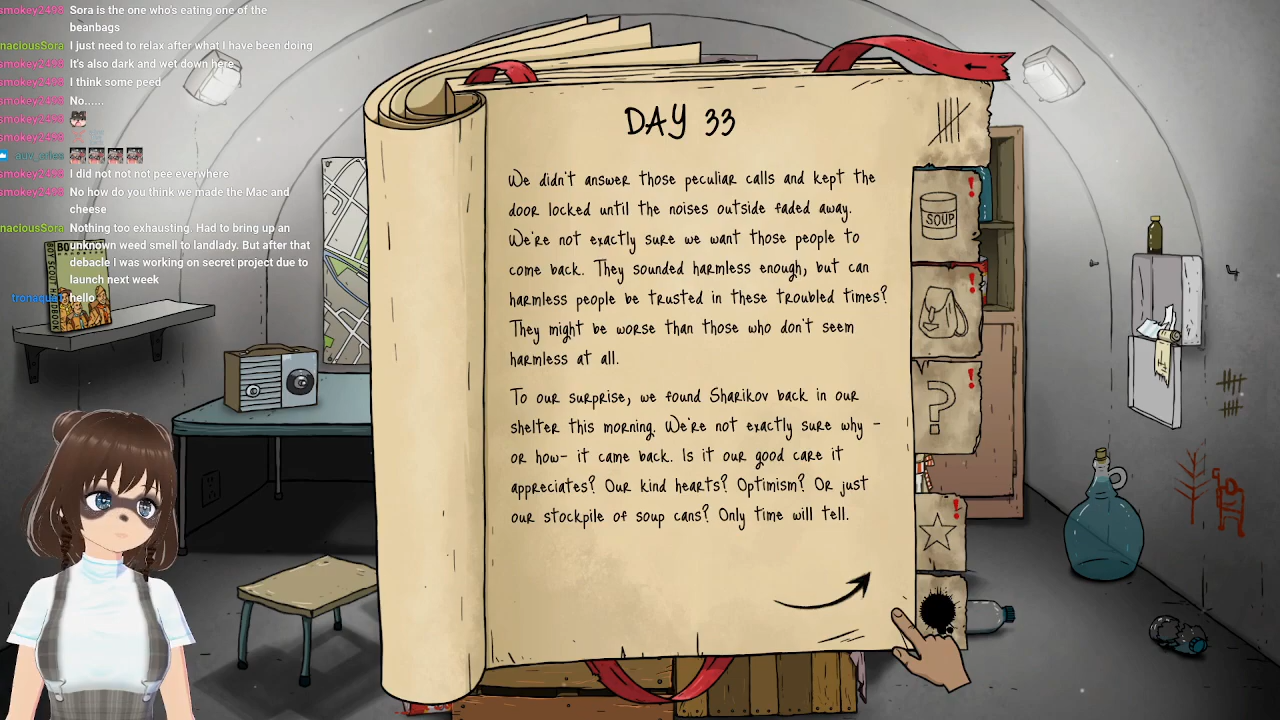 smokey2498 Sora is the one who's eating one of the
beanbags
naciousSora I just need to relax after what I have been doing
smokey2498 It's also dark and wet down here
smokey2498 I think some peed
smokey2498 No......
smokey2498
smokey2498
smokey2498 I did not not not pee everywhere
smokey2498 No how do you think we made the Mac and
cheese
naciousSora Nothing too exhausting. Had to bring up an
unknown weed smell to landlady. But after that
debacle I was working on secret project due to
launch next week
hello
DAY 33
We didn't answer those peculiar calls and kept the
door locked until the noises outside faded away.
We're not exactly sure we want those people to
come back. They sounded harmless enough, but can
harmless people be trusted in these troubled times?
They might be worse than those who don't seem
harmless at all.
To our surprise, we found Sharikov back in our
shelter this morning. We're not exactly sure why -
or how- it came back. Is it our good care it
appreciates? Our kind hearts? Optimism? Or just
our stockpile of soup cans? Only time will tell.
!
SOUP
!
!
?
!